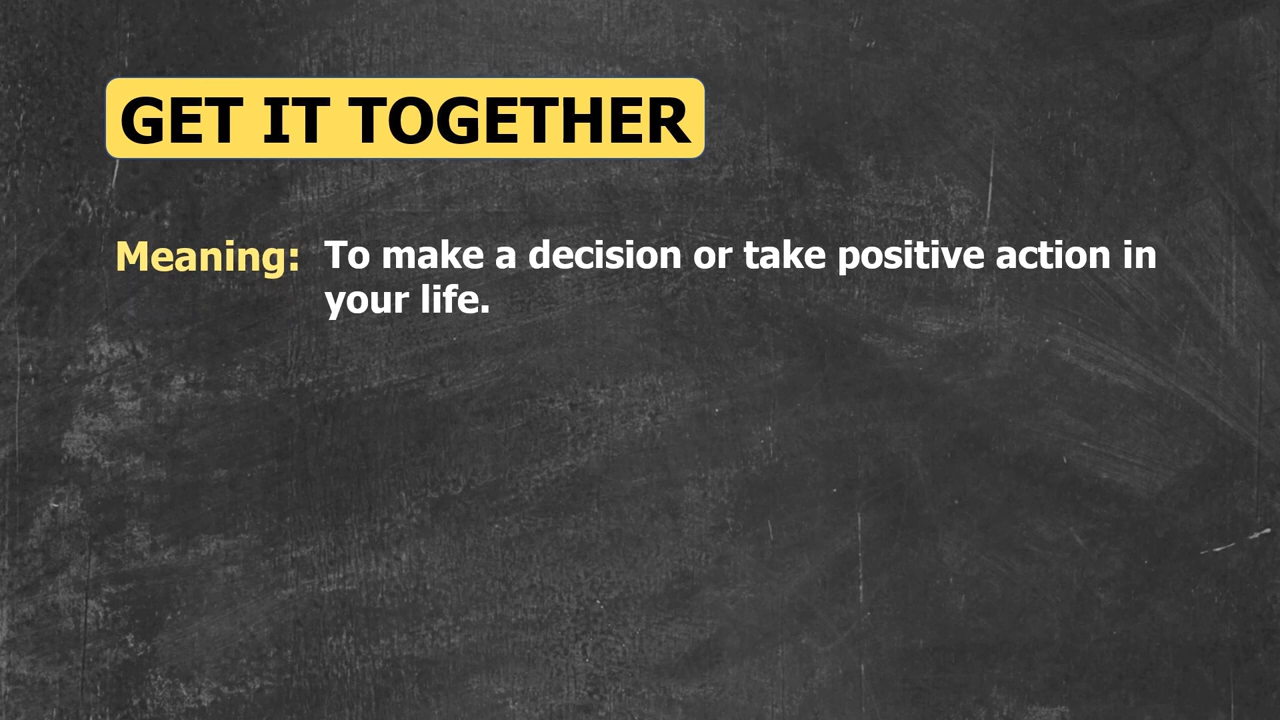 GET IT TOGETHER
Meaning: To make a decision or take positive action in
your life.